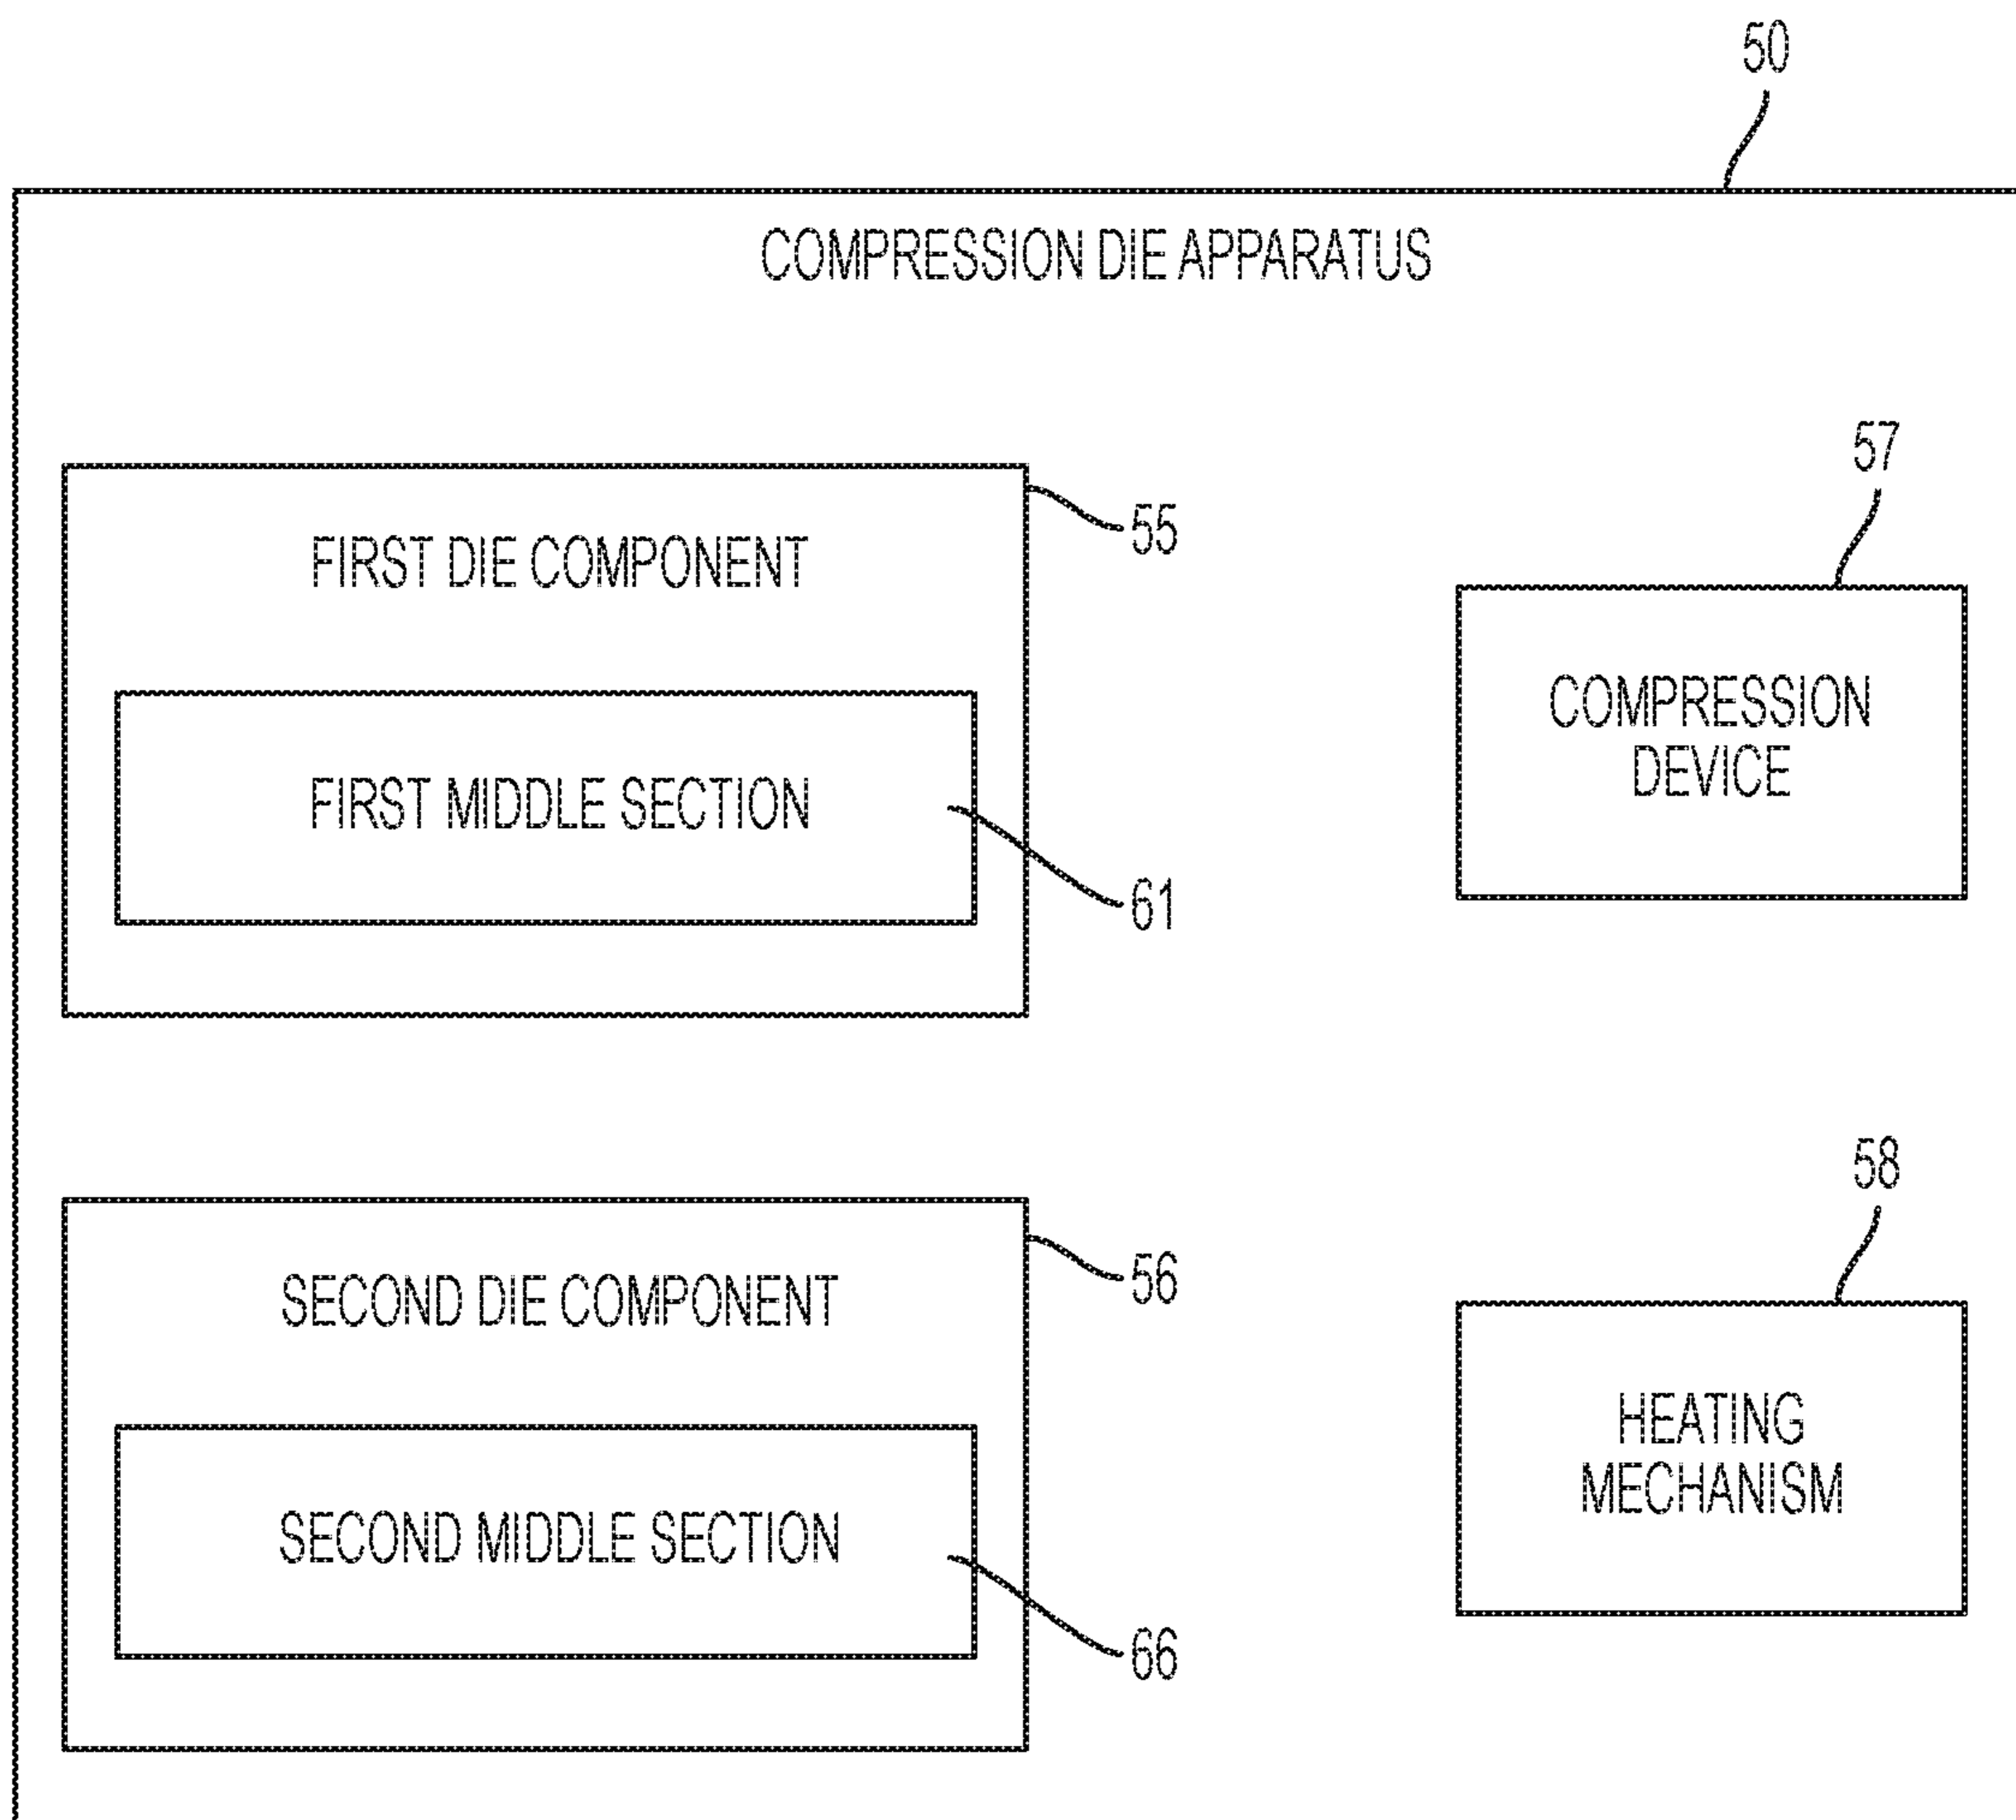 50
COMPRESSION DIE APPARATUS
FIRST DIE COMPONENT
55
FIRST MIDDLE SECTION
61
57
COMPRESSION
DEVICE
SECOND DIE COMPONENT
56
SECOND MIDDLE SECTION
66
58
HEATING
MECHANISM